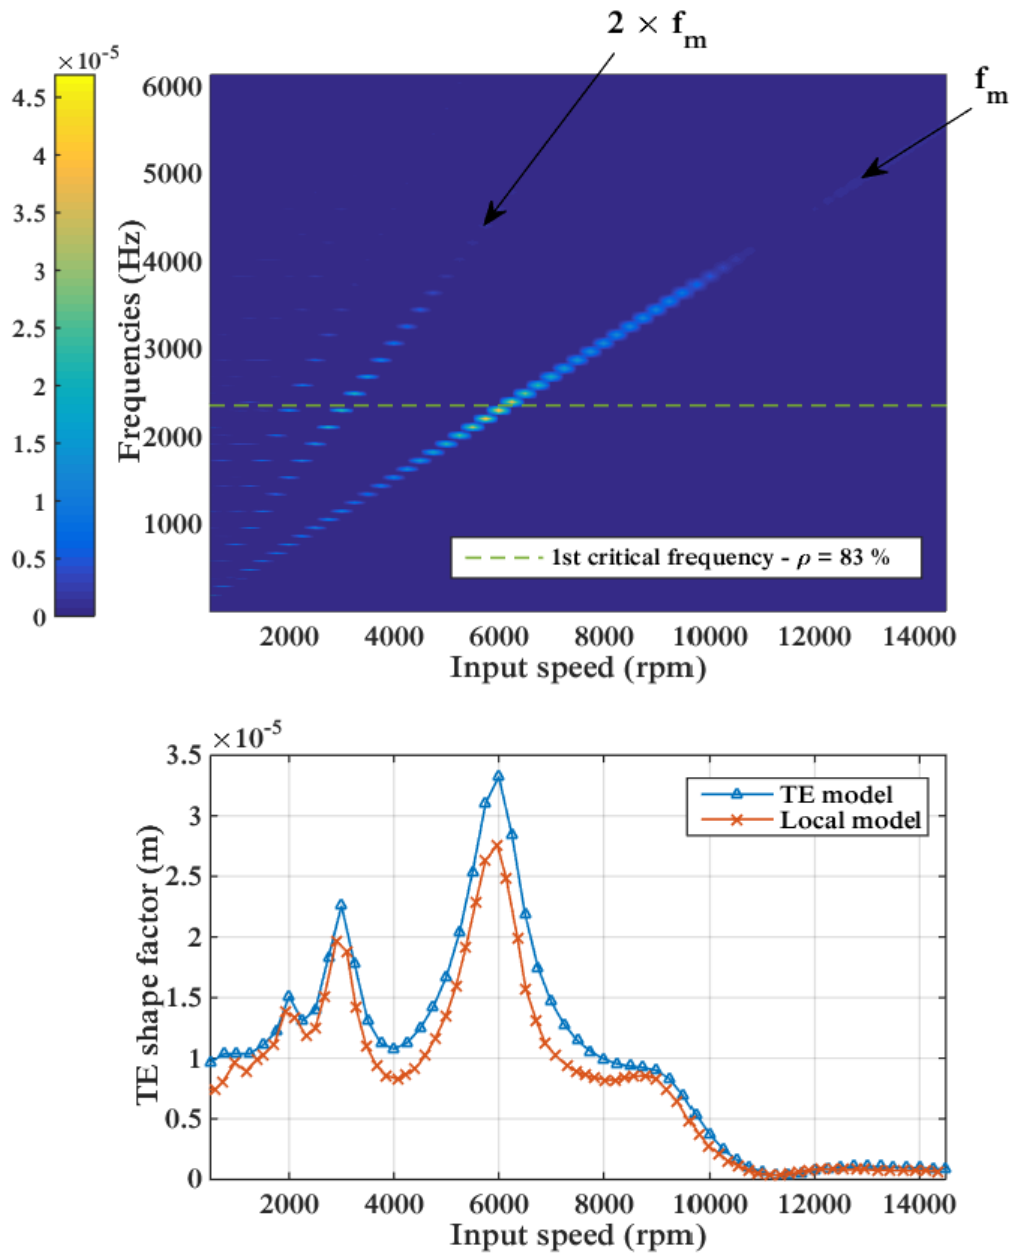 2 × fm
fm
×10-5
4.5
4
3.5
3
2.5
2
1.5
1
0.5
0
Frequencies (Hz)
6000
5000
4000
3000
2000
1000
1st critical frequency - ρ = 83 %
2000 4000 6000 8000 10000 12000 14000
Input speed (rpm)
×10-5
TE shape factor (m)
3.5
3
2.5
2
1.5
1
0.5
0
TE model
Local model
2000 4000 6000 8000 10000 12000 14000
Input speed (rpm)